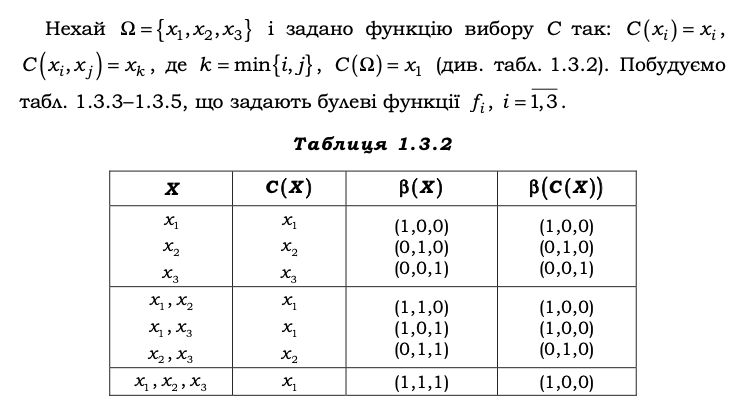 Нехай Ω = {x₁, x₂, x₃} і задано функцію вибору C так: C(xᵢ) = xᵢ,
C(xᵢ, xⱼ) = xₖ, де k = min{i, j}, C(Ω) = x₁ (див. табл. 1.3.2). Побудуємо
табл. 1.3.3–1.3.5, що задають булеві функції fᵢ, i = 1,3.
Таблиця 1.3.2
X C(X) β(X) β(C(X))
x₁ x₁ (1,0,0) (1,0,0)
x₂ x₂ (0,1,0) (0,1,0)
x₃ x₃ (0,0,1) (0,0,1)
x₁, x₂ x₁ (1,1,0) (1,0,0)
x₁, x₃ x₁ (1,0,1) (1,0,0)
x₂, x₃ x₂ (0,1,1) (0,1,0)
x₁, x₂, x₃ x₁ (1,1,1) (1,0,0)